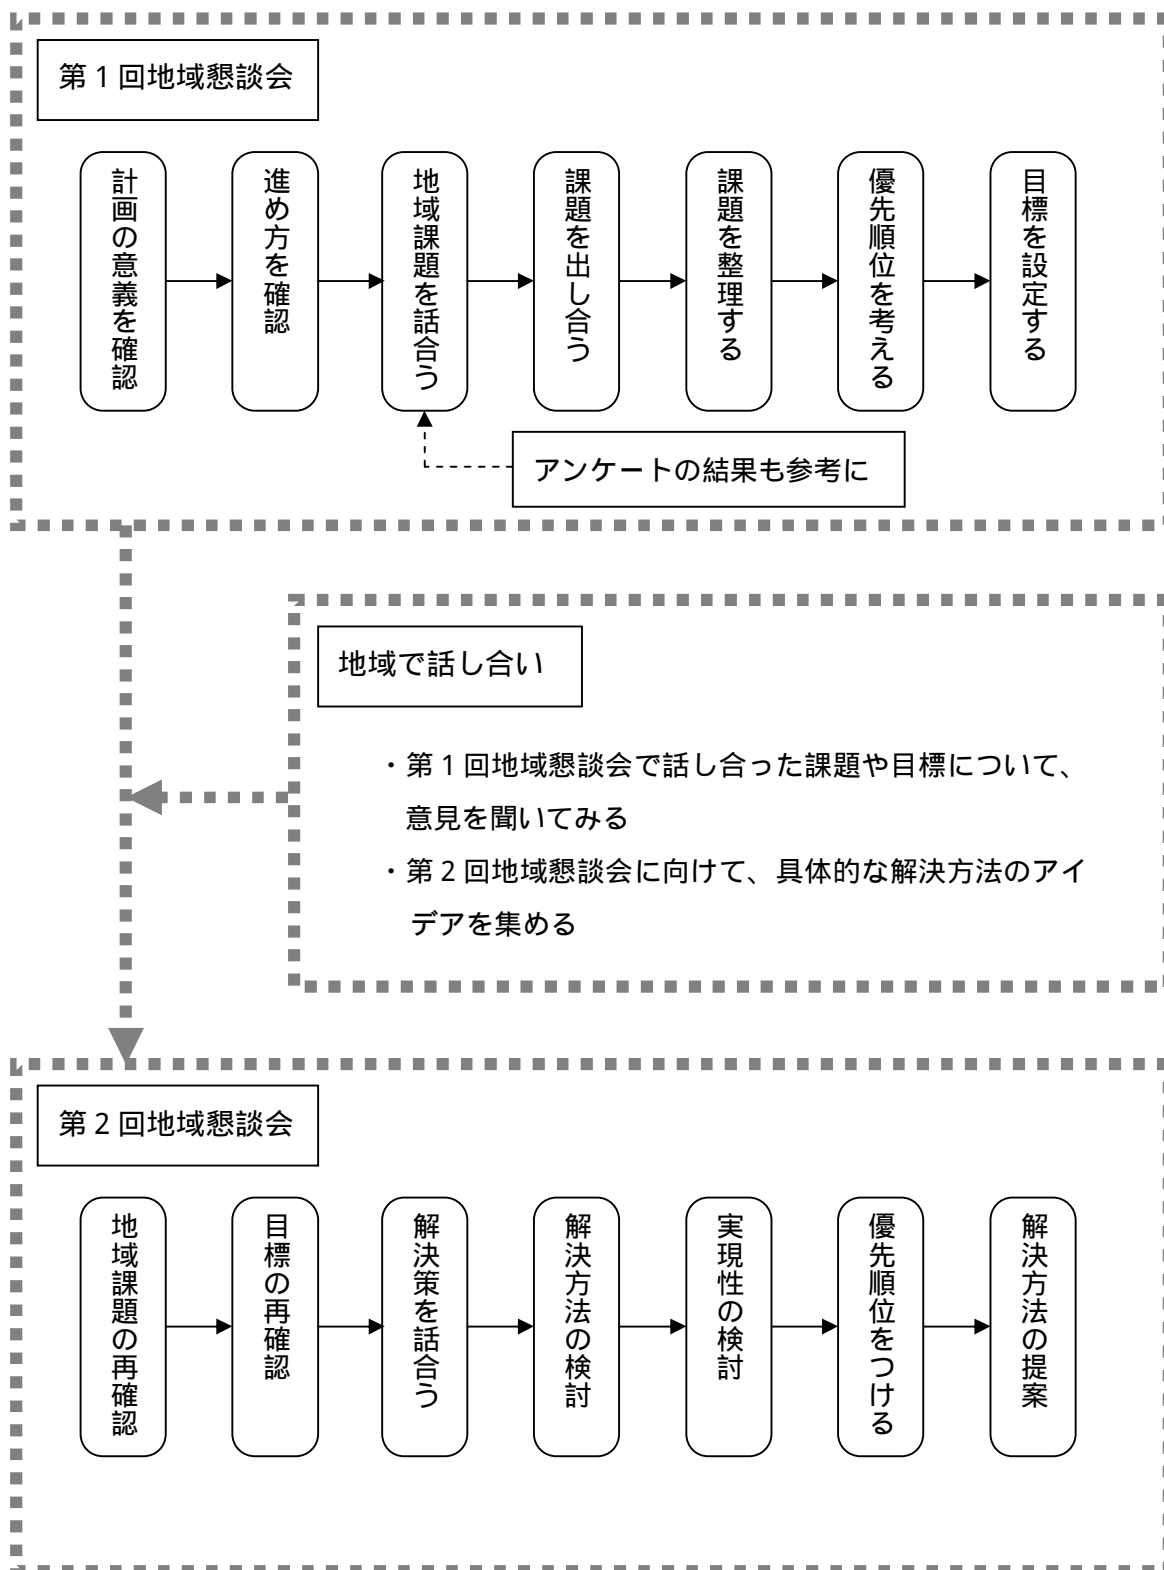 第１回地域懇談会
計画の意義を確認
進め方を確認
地域課題を話合う
課題を出し合う
課題を整理する
優先順位を考える
目標を設定する
アンケートの結果も参考に
地域で話し合い
・第１回地域懇談会で話し合った課題や目標について、
意見を聞いてみる
・第２回地域懇談会に向けて、具体的な解決方法のアイ
デアを集める
第２回地域懇談会
地域課題の再確認
目標の再確認
解決策を話合う
解決方法の検討
実現性の検討
優先順位をつける
解決方法の提案